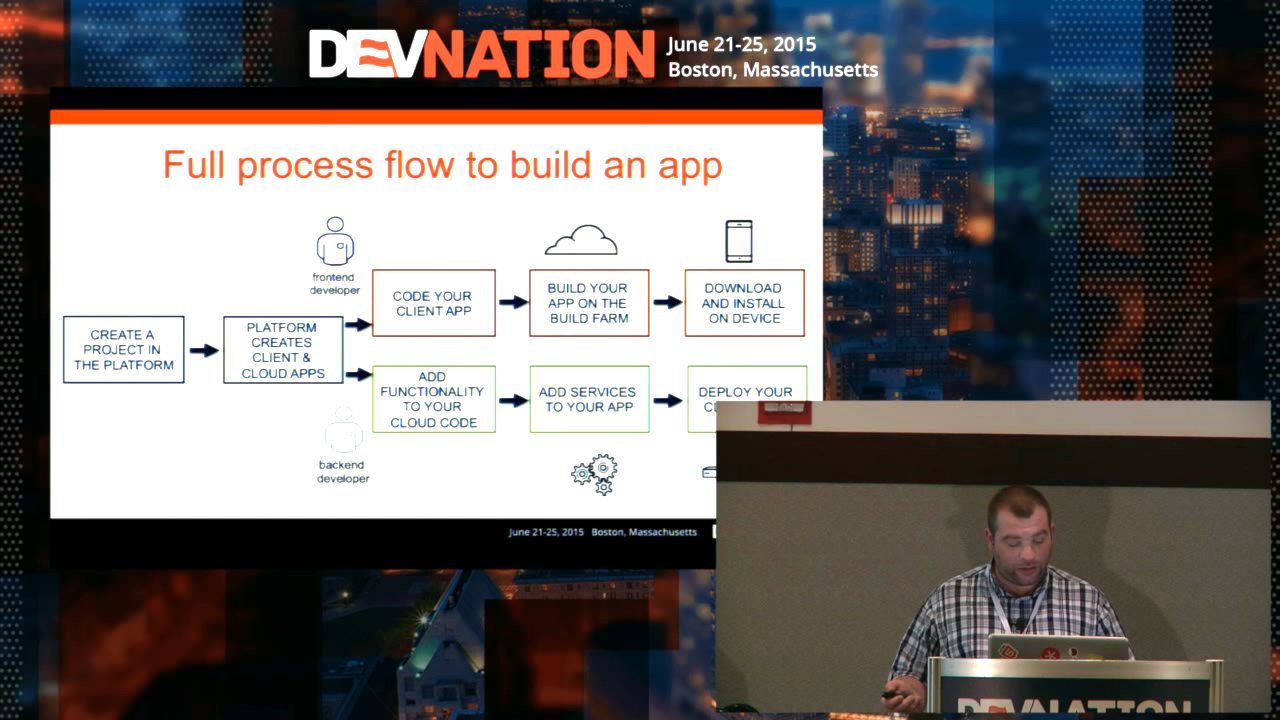 DEVNATION
June 21-25, 2015
Boston, Massachusetts
Full process flow to build an app
frontend
developer
CREATE A
PROJECT IN
THE PLATFORM
PLATFORM
CREATES
CLIENT &
CLOUD APPS
CODE YOUR
CLIENT APP
BUILD YOUR
APP ON THE
BUILD FARM
DOWNLOAD
AND INSTALL
ON DEVICE
ADD
FUNCTIONALITY
TO YOUR
CLOUD CODE
ADD SERVICES
TO YOUR APP
DEPLOY YOUR
backend
developer
June 21-25, 2015 Boston, Massachusetts
DEVNATION